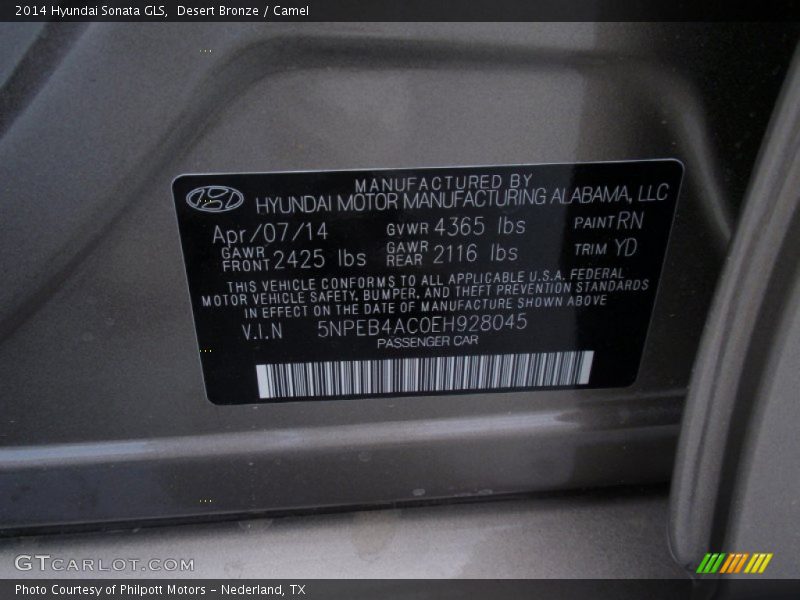 2014 Hyundai Sonata GLS, Desert Bronze / Camel
MANUFACTURED BY
HYUNDAI MOTOR MANUFACTURING ALABAMA, LLC
Apr/07/14 GVWR 4365 lbs PAINT RN
GAWR FRONT 2425 lbs GAWR REAR 2116 lbs TRIM YD
THIS VEHICLE CONFORMS TO ALL APPLICABLE U.S.A. FEDERAL
MOTOR VEHICLE SAFETY, BUMPER, AND THEFT PREVENTION STANDARDS
IN EFFECT ON THE DATE OF MANUFACTURE SHOWN ABOVE
V.I.N 5NPEB4AC0EH928045
PASSENGER CAR
GTCARLOT.COM
Photo Courtesy of Philpott Motors - Nederland, TX